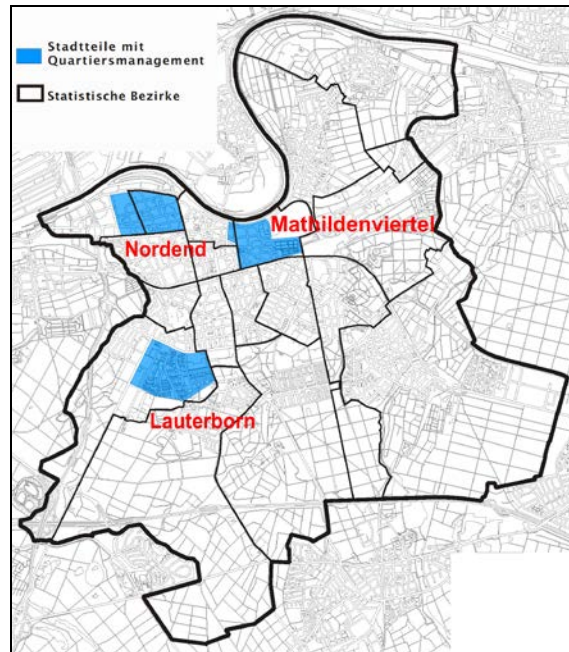 Stadtteile mit
Quartiersmanagement
Statistische Bezirke
Mathildenviertel
Nordend
Lauterborn